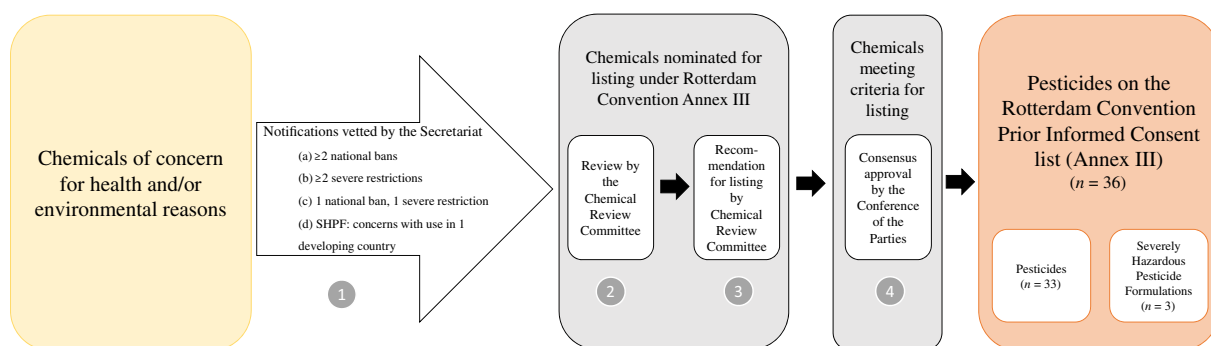 Chemicals of concern
for health and/or
environmental reasons
Notifications vetted by the Secretariat
(a) ≥2 national bans
(b) ≥2 severe restrictions
(c) 1 national ban, 1 severe restriction
(d) SHPF: concerns with use in 1
developing country
1
Chemicals nominated for
listing under Rotterdam
Convention Annex III
Review by
the
Chemical
Review
Committee
2
Recom-
mendation
for listing
by
Chemical
Review
Committee
3
Chemicals
meeting
criteria for
listing
Consensus
approval
by the
Conference
of the
Parties
4
Pesticides on the
Rotterdam Convention
Prior Informed Consent
list (Annex III)
(n = 36)
Pesticides
(n = 33)
Severely
Hazardous
Pesticide
Formulations
(n = 3)